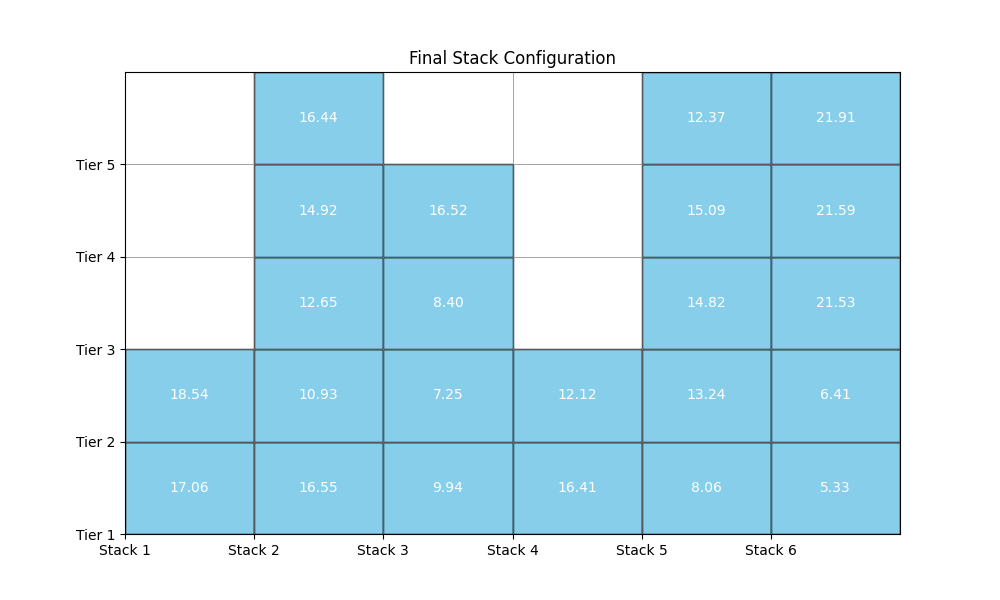 Final Stack Configuration
16.44 12.37 21.91
Tier 5
14.92 16.52 15.09 21.59
Tier 4
12.65 8.40 14.82 21.53
Tier 3
18.54 10.93 7.25 12.12 13.24 6.41
Tier 2
17.06 16.55 9.94 16.41 8.06 5.33
Tier 1
Stack 1 Stack 2 Stack 3 Stack 4 Stack 5 Stack 6